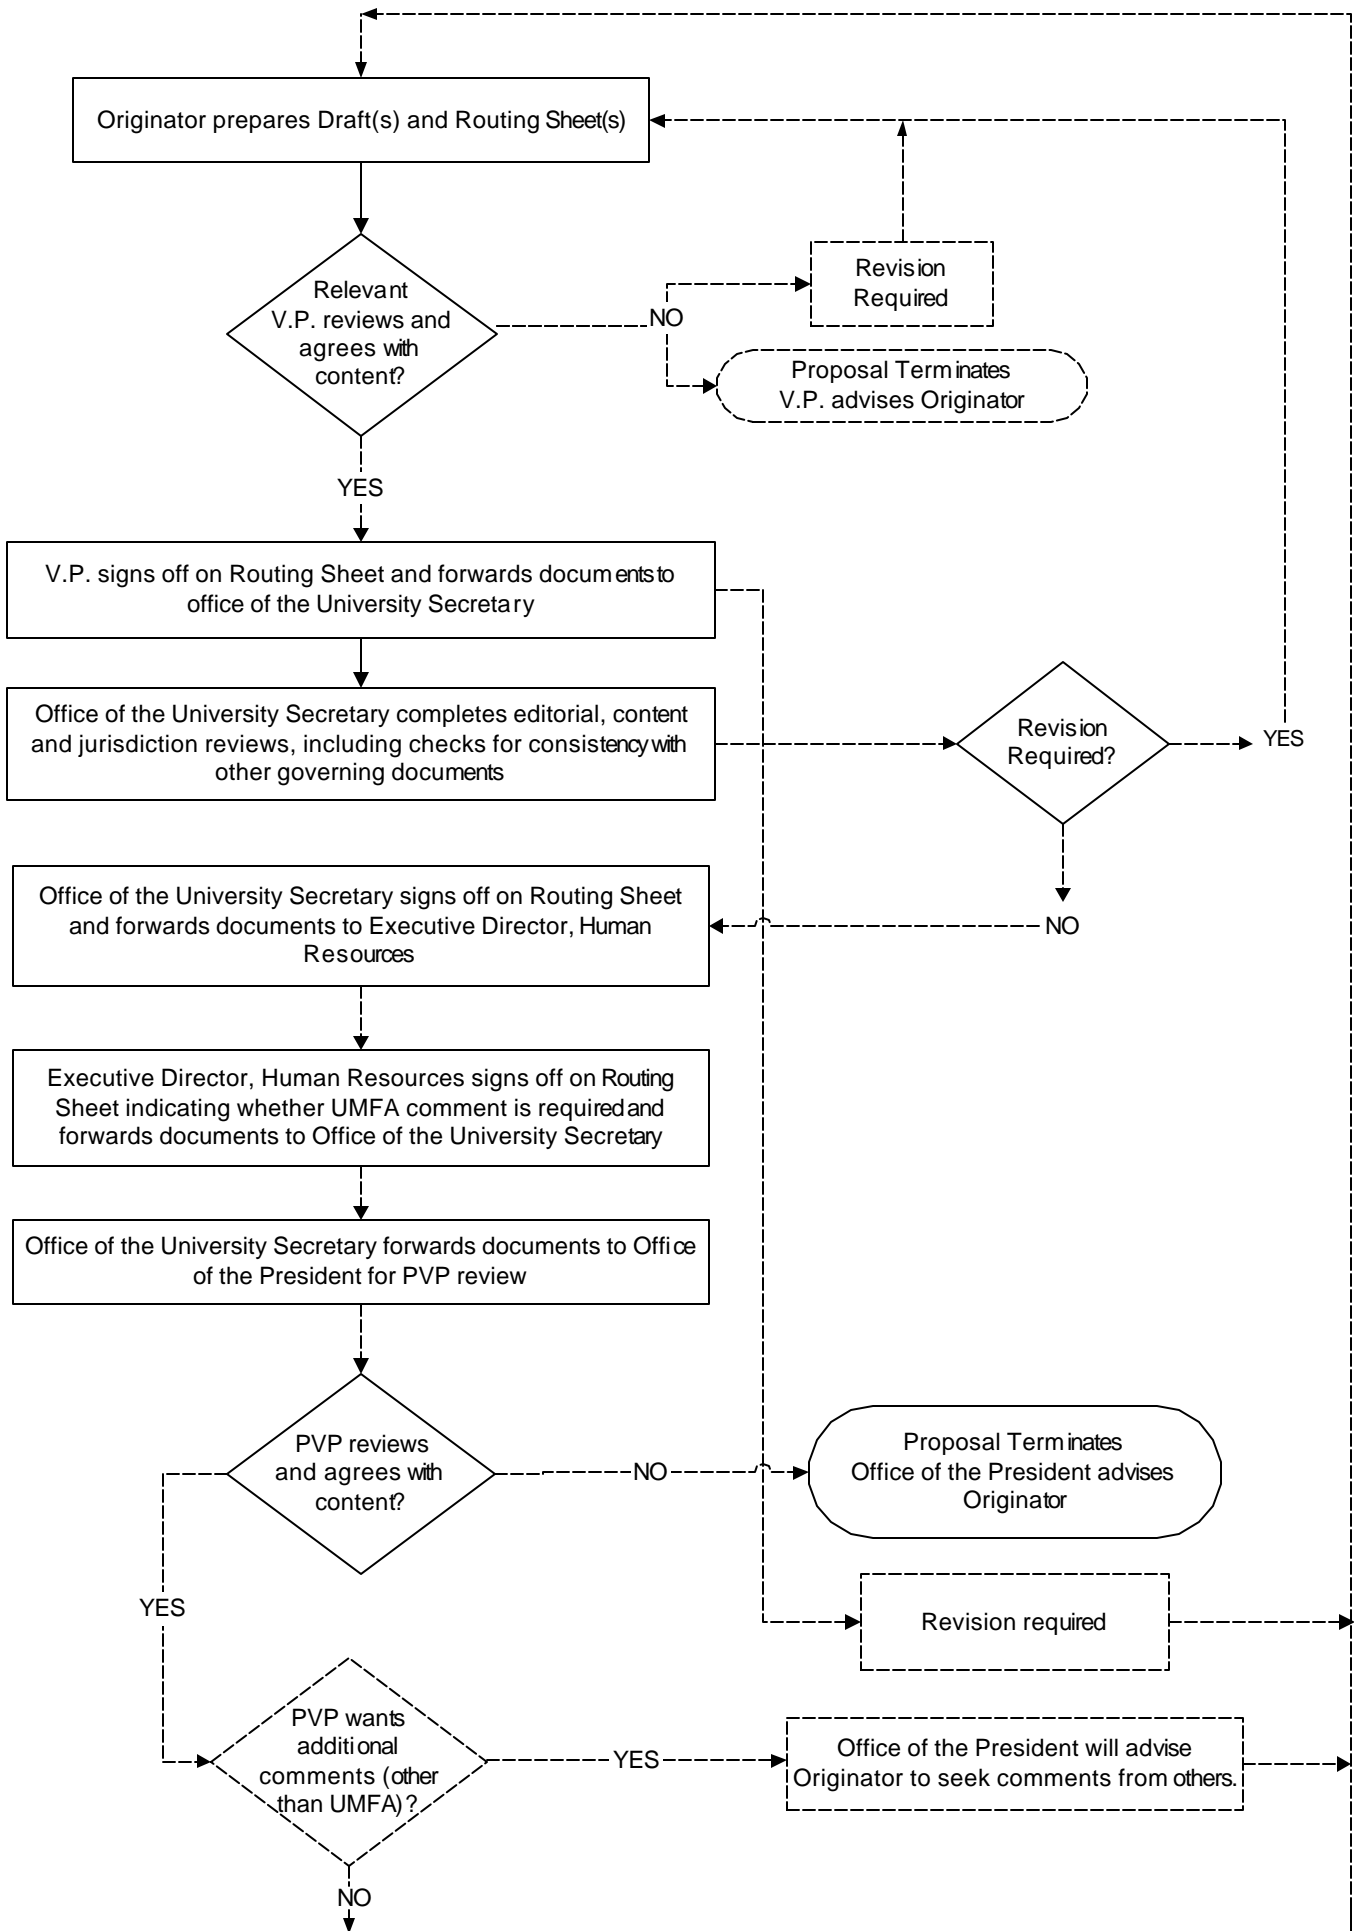 Originator prepares Draft(s) and Routing Sheet(s)
Relevant
V.P. reviews and
agrees with
content?
NO
Revision
Required
Proposal Terminates
V.P. advises Originator
YES
V.P. signs off on Routing Sheet and forwards documents to
office of the University Secretary
Office of the University Secretary completes editorial, content
and jurisdiction reviews, including checks for consistency with
other governing documents
Revision
Required?
YES
NO
Office of the University Secretary signs off on Routing Sheet
and forwards documents to Executive Director, Human
Resources
Executive Director, Human Resources signs off on Routing
Sheet indicating whether UMFA comment is required and
forwards documents to Office of the University Secretary
Office of the University Secretary forwards documents to Office
of the President for PVP review
PVP reviews
and agrees with
content?
NO
Proposal Terminates
Office of the President advises
Originator
YES
Revision required
PVP wants
additional
comments (other
than UMFA)?
YES
Office of the President will advise
Originator to seek comments from others.
NO